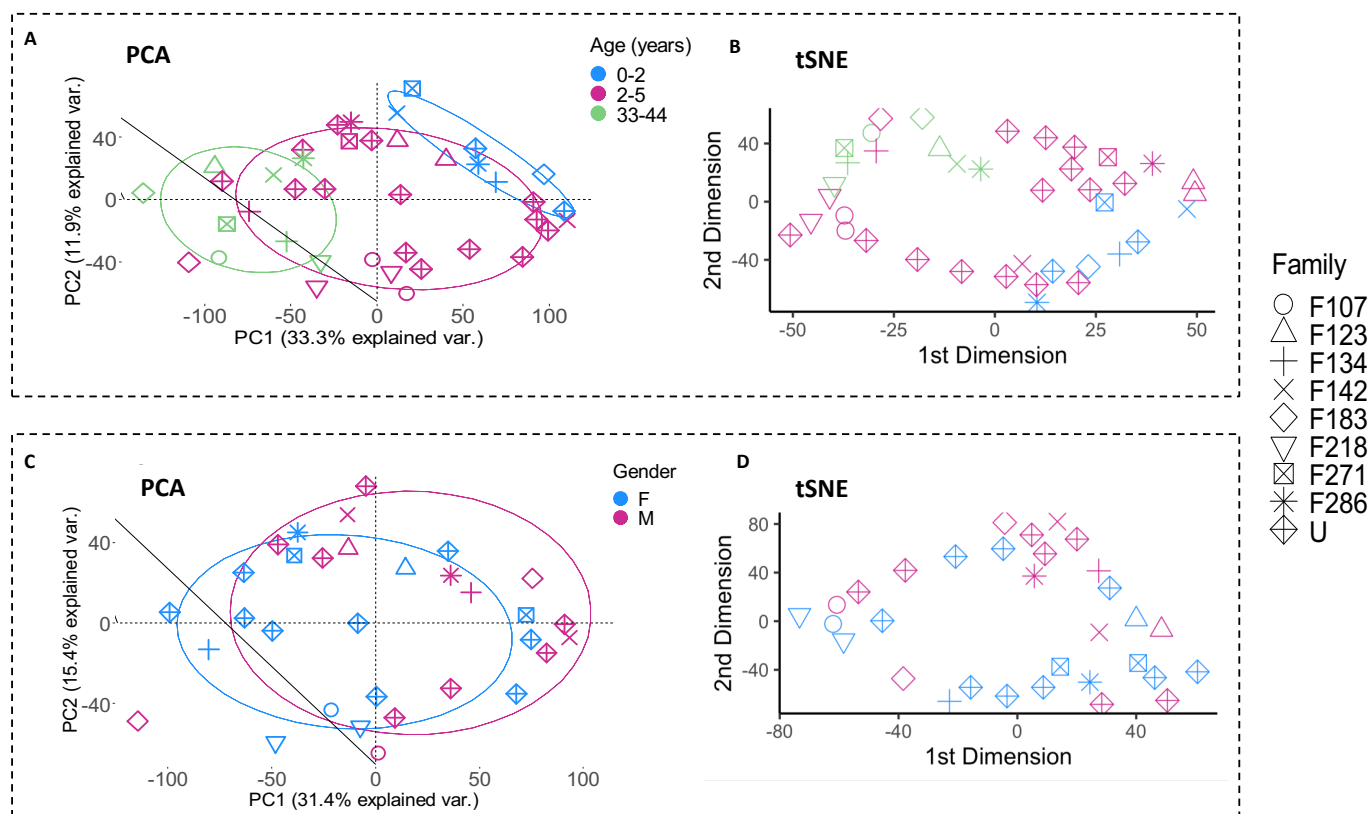 A
PCA
Age (years)
0-2
2-5
33-44
PC2 (11.9% explained var.)
40
0
-40
-100
-50
0
50
100
PC1 (33.3% explained var.)
B
tSNE
2nd Dimension
40
0
-40
-50
-25
0
25
50
1st Dimension
Family
F107
F123
F134
F142
F183
F218
F271
F286
U
C
PCA
Gender
F
M
PC2 (15.4% explained var.)
40
0
-40
-100
-50
0
50
100
PC1 (31.4% explained var.)
D
tSNE
2nd Dimension
80
40
0
-40
-80
-40
0
40
1st Dimension